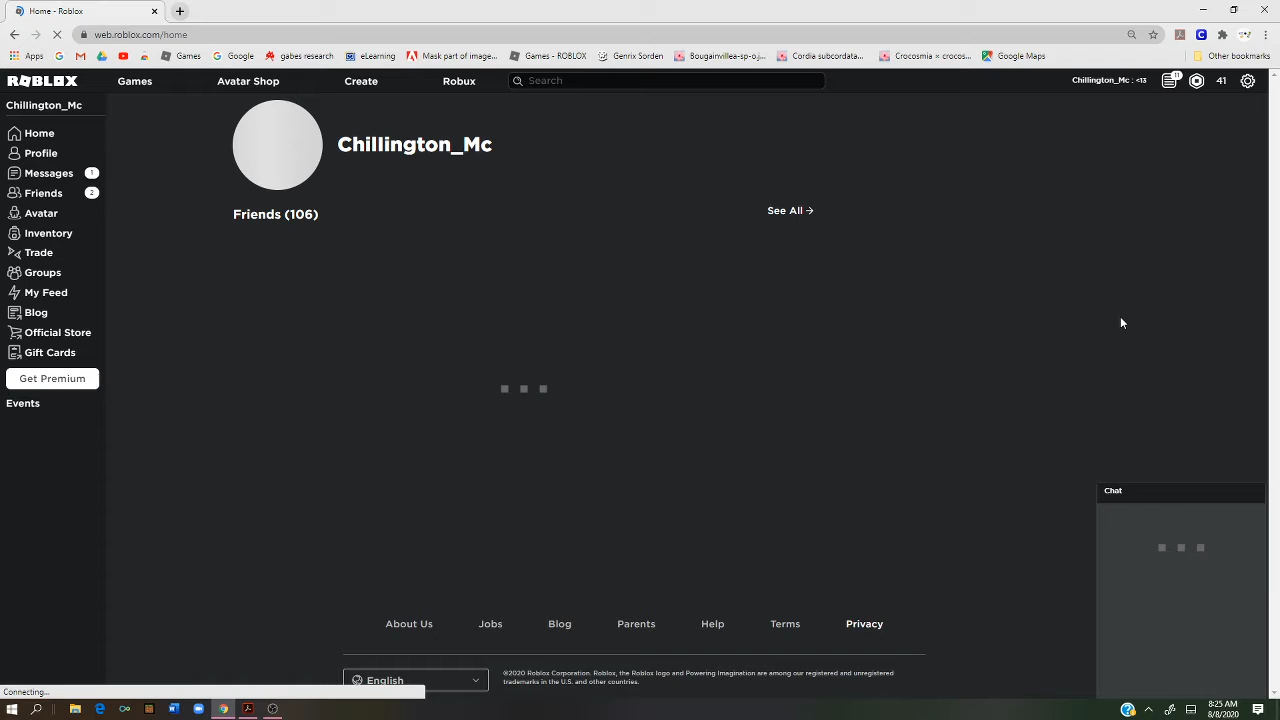 Home - Roblox
web.roblox.com/home
Apps
Google
Games
Google
gabes research
eLearning
Mask part of imag...
Games - ROBLOX
Genrix Sorden
Bougainvillea-sp-o.j...
Cordia subcordata...
Crocosmia × crocos...
Google Maps
Other bookmarks
ROBLOX
Games
Avatar Shop
Create
Robux
Search
Chillington_Mc : <13
11
41
Chillington_Mc
Home
Profile
Messages 1
Friends 2
Avatar
Inventory
Trade
Groups
My Feed
Blog
Official Store
Gift Cards
Get Premium
Events
Chillington_Mc
Friends (106)
See All
Chat
About Us
Jobs
Blog
Parents
Help
Terms
Privacy
English
©2020 Roblox Corporation. Roblox, the Roblox logo and Powering Imagination are among our registered and unregistered
trademarks in the U.S. and other countries.
Connecting...
8:25 AM
8/8/2020